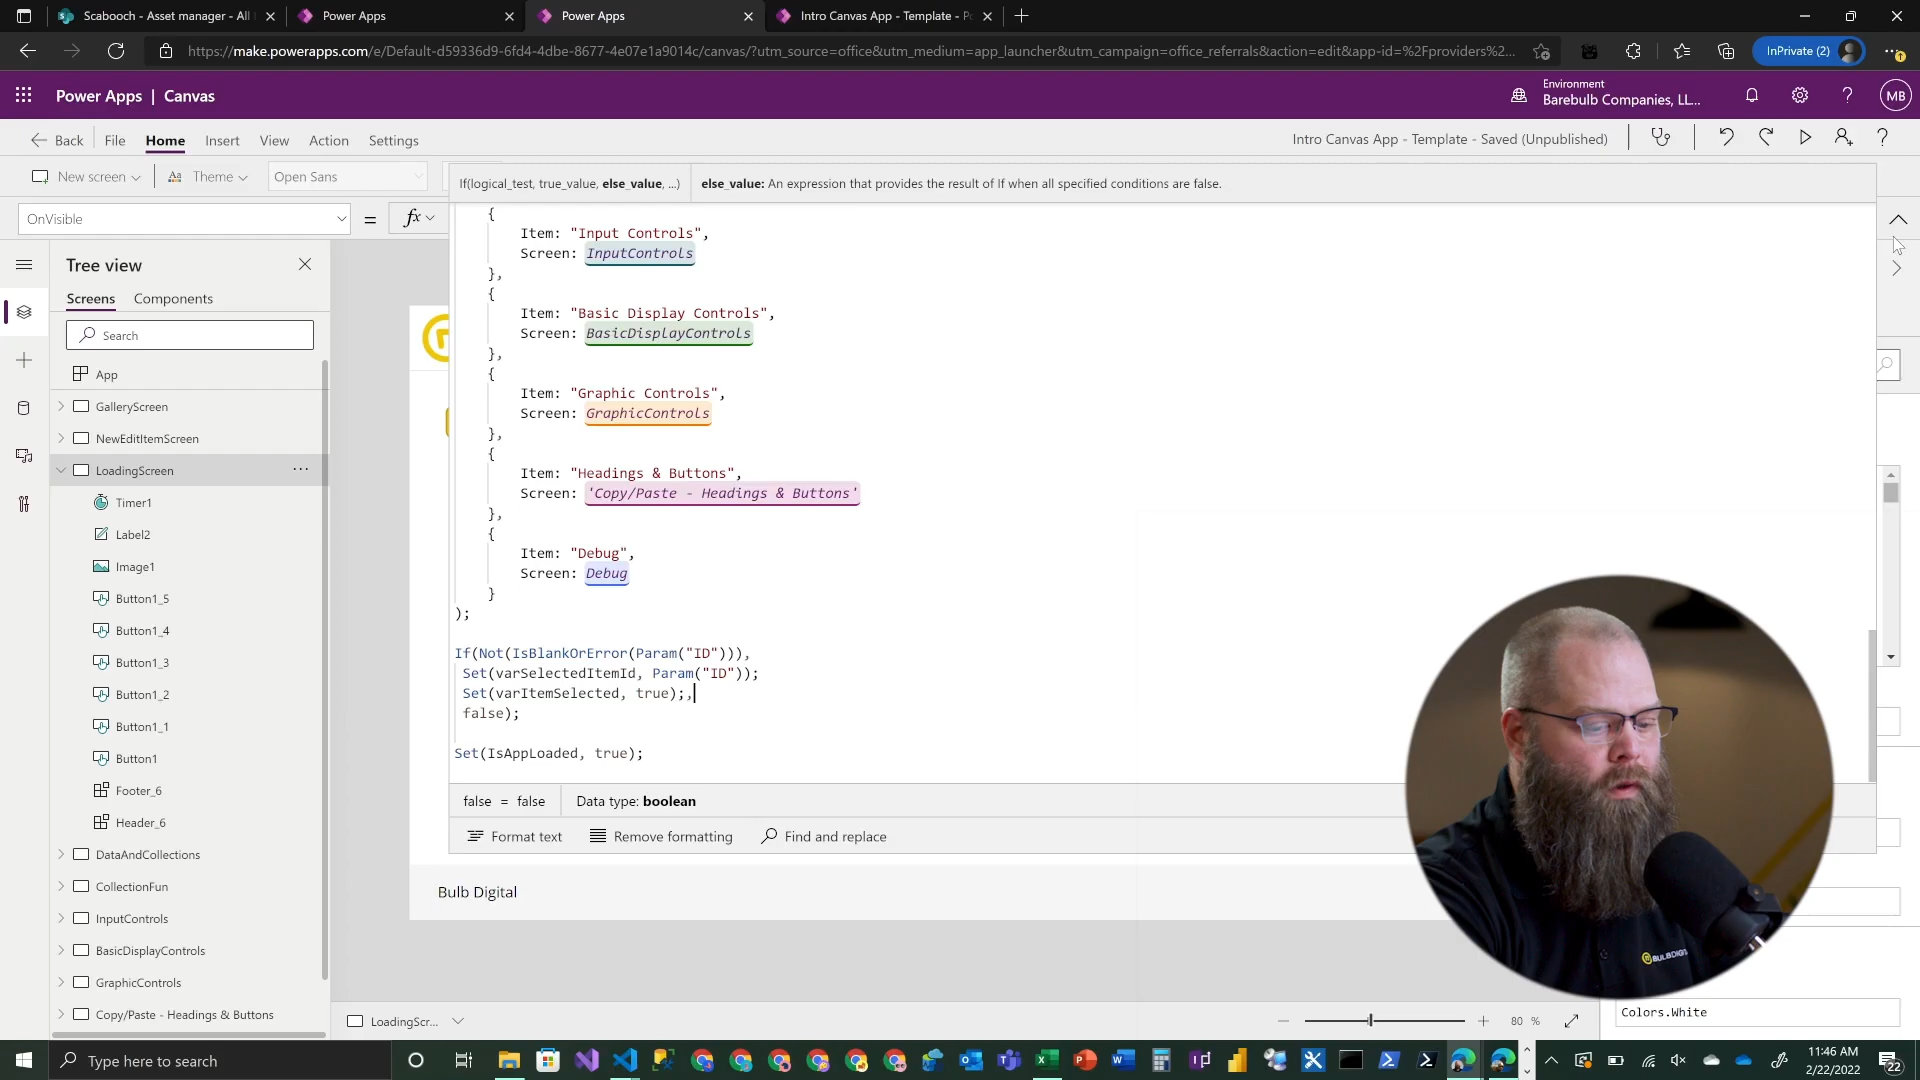 Scabooch - Asset manager - All
Power Apps
Power Apps
Intro Canvas App - Template - P
https://make.powerapps.com/e/Default-d59336d9-6fd4-4dbe-8677-4e07e1a9014c/canvas/?utm_source=office&utm_medium=app_launcher&utm_campaign=office_referrals&action=edit&app-id=%2Fproviders%2...
InPrivate (2)
Power Apps | Canvas
Environment
Barebulb Companies, LL...
MB
Back
File
Home
Insert
View
Action
Settings
Intro Canvas App - Template - Saved (Unpublished)
New screen
Theme
Open Sans
If(logical_test, true_value, else_value, ...)
else_value: An expression that provides the result of If when all specified conditions are false.
OnVisible
=
fx
Tree view
Screens
Components
Search
App
GalleryScreen
NewEditItemScreen
LoadingScreen
Timer1
Label2
Image1
Button1_5
Button1_4
Button1_3
Button1_2
Button1_1
Button1
Footer_6
Header_6
DataAndCollections
CollectionFun
InputControls
BasicDisplayControls
GraphicControls
Copy/Paste - Headings & Buttons
{
Item: "Input Controls",
Screen: InputControls
},
{
Item: "Basic Display Controls",
Screen: BasicDisplayControls
},
{
Item: "Graphic Controls",
Screen: GraphicControls
},
{
Item: "Headings & Buttons",
Screen: 'Copy/Paste - Headings & Buttons'
},
{
Item: "Debug",
Screen: Debug
}
);
If(Not(IsBlankOrError(Param("ID"))),
Set(varSelectedItemId, Param("ID"));
Set(varItemSelected, true);,
false);
Set(IsAppLoaded, true);
false = false
Data type: boolean
Format text
Remove formatting
Find and replace
Bulb Digital
LoadingScr...
80 %
Colors.White
BULBDIGI
Type here to search
11:46 AM
2/22/2022
22